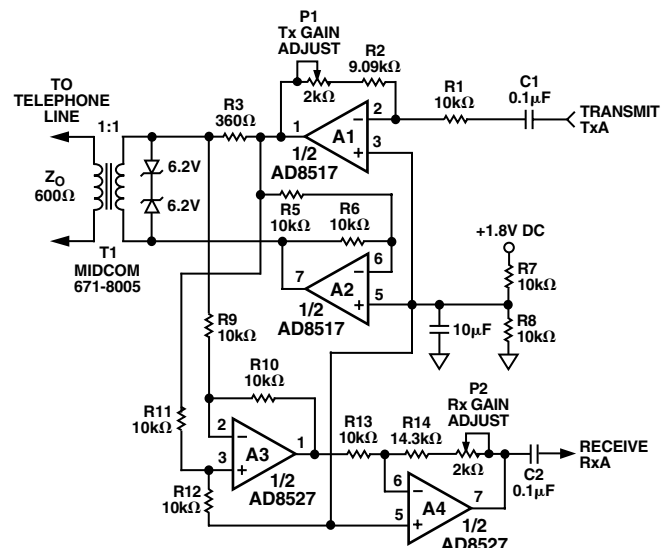 P1
Tx GAIN
ADJUST
2kΩ
R2
9.09kΩ
R1
10kΩ
C1
0.1µF
TRANSMIT
TxA
TO
TELEPHONE
LINE
1:1
R3
360Ω
6.2V
6.2V
ZO
600Ω
T1
MIDCOM
671-8005
1
A1
2
3
1/2
AD8517
R5
10kΩ
R6
10kΩ
7
A2
6
5
1/2
AD8517
+1.8V DC
R7
10kΩ
R8
10kΩ
10µF
R9
10kΩ
R10
10kΩ
R11
10kΩ
R12
10kΩ
2
3
A3
1
1/2
AD8527
R13
10kΩ
R14
14.3kΩ
P2
Rx GAIN
ADJUST
2kΩ
6
5
A4
7
1/2
AD8527
C2
0.1µF
RECEIVE
RxA